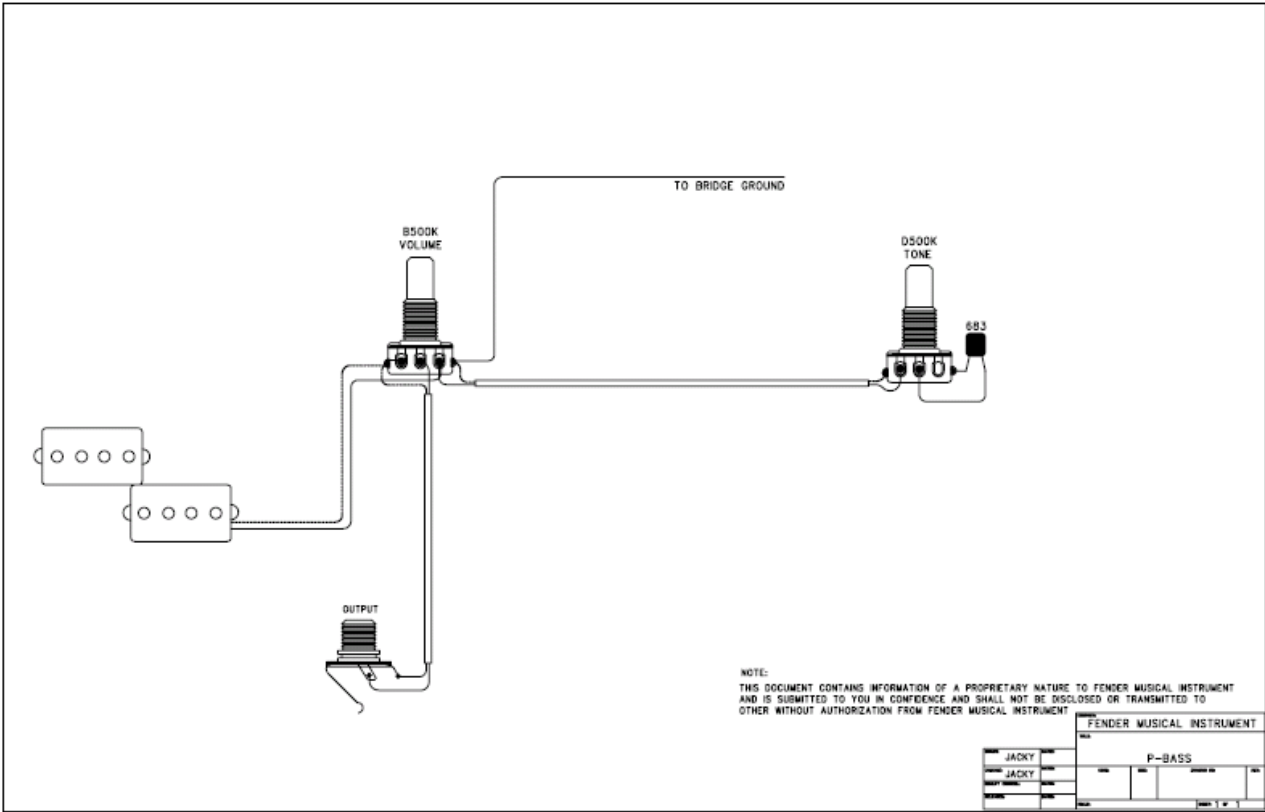 TO BRIDGE GROUND
B500K
VOLUME
D500K
TONE
683
OUTPUT
NOTE:
THIS DOCUMENT CONTAINS INFORMATION OF A PROPRIETARY NATURE TO FENDER MUSICAL INSTRUMENT
AND IS SUBMITTED TO YOU IN CONFIDENCE AND SHALL NOT BE DISCLOSED OR TRANSMITTED TO
OTHER WITHOUT AUTHORIZATION FROM FENDER MUSICAL INSTRUMENT
FENDER MUSICAL INSTRUMENT
P-BASS
JACKY
JACKY